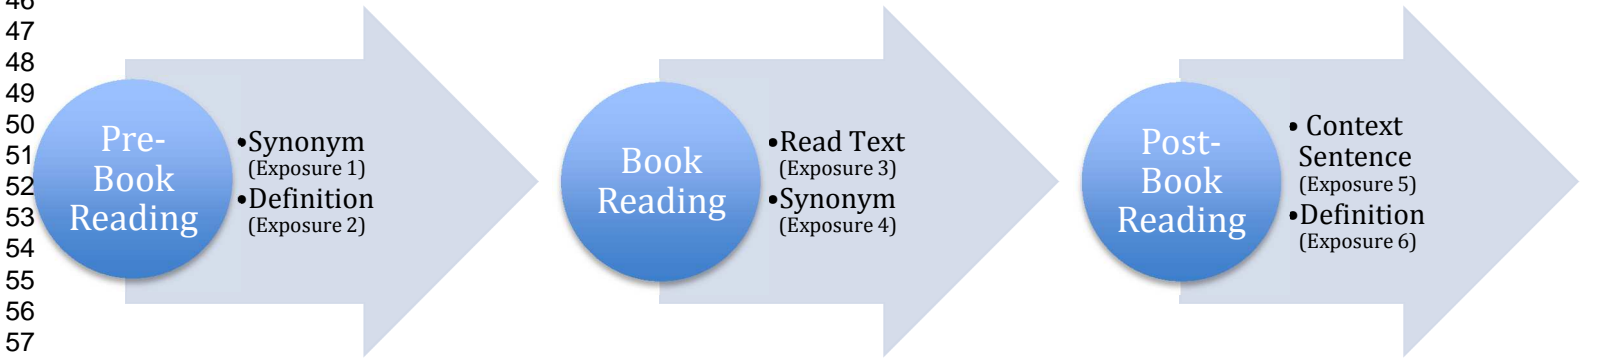 46
47
48
49
50
51
52
53
54
55
56
57
Pre-
Book
Reading
•Synonym
(Exposure 1)
•Definition
(Exposure 2)
Book
Reading
•Read Text
(Exposure 3)
•Synonym
(Exposure 4)
Post-
Book
Reading
• Context
Sentence
(Exposure 5)
•Definition
(Exposure 6)